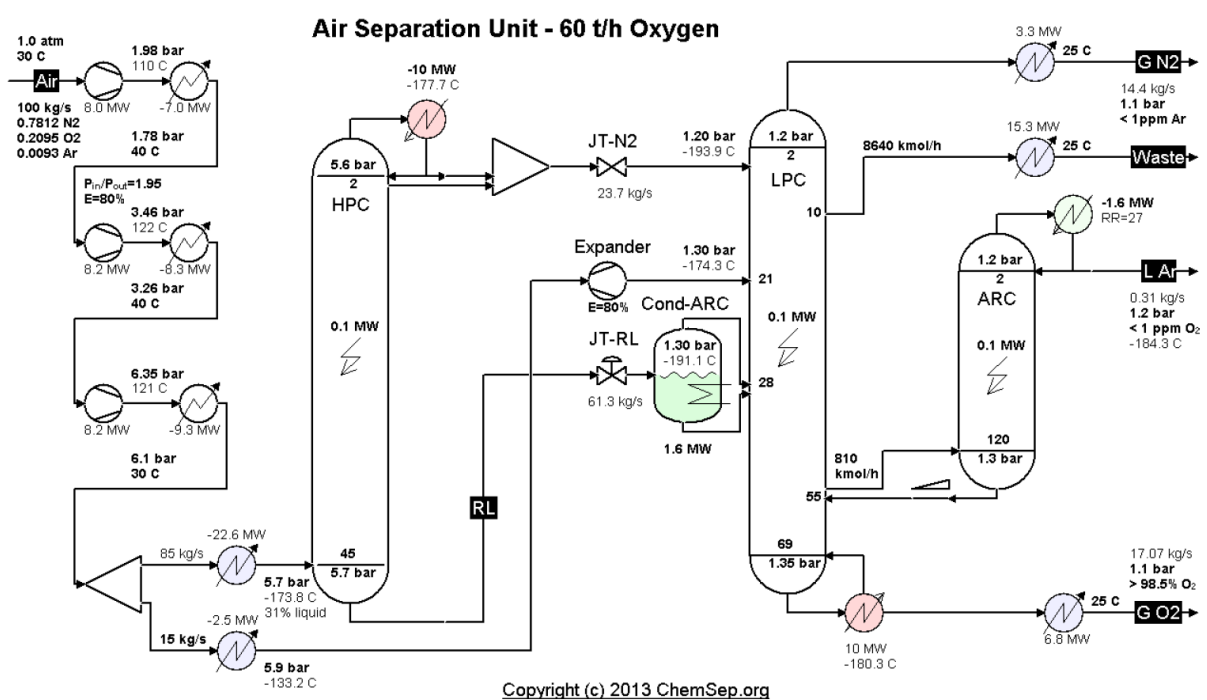 Air Separation Unit - 60 t/h Oxygen
1.0 atm
30 C
Air
100 kg/s
0.7812 N2
0.2095 O2
0.0093 Ar
8.0 MW
1.98 bar
110 C
-7.0 MW
1.78 bar
40 C
Pin/Pout=1.95
E=80%
3.46 bar
122 C
8.2 MW
-8.3 MW
3.26 bar
40 C
6.35 bar
121 C
8.2 MW
-9.3 MW
6.1 bar
30 C
85 kg/s
-22.6 MW
5.7 bar
-173.8 C
31% liquid
15 kg/s
-2.5 MW
5.9 bar
-133.2 C
-10 MW
-177.7 C
5.6 bar
2
HPC
0.1 MW
45
5.7 bar
RL
JT-N2
23.7 kg/s
1.20 bar
-193.9 C
Expander
E=80%
1.30 bar
-174.3 C
Cond-ARC
JT-RL
61.3 kg/s
1.30 bar
-191.1 C
1.6 MW
1.2 bar
2
LPC
10
21
0.1 MW
28
55
69
1.35 bar
8640 kmol/h
810
kmol/h
3.3 MW
25 C
G N2
14.4 kg/s
1.1 bar
< 1ppm Ar
15.3 MW
25 C
Waste
-1.6 MW
RR=27
1.2 bar
2
ARC
0.1 MW
120
1.3 bar
L Ar
0.31 kg/s
1.2 bar
< 1 ppm O2
-184.3 C
10 MW
-180.3 C
6.8 MW
25 C
17.07 kg/s
1.1 bar
> 98.5% O2
G O2
Copyright (c) 2013 ChemSep.org